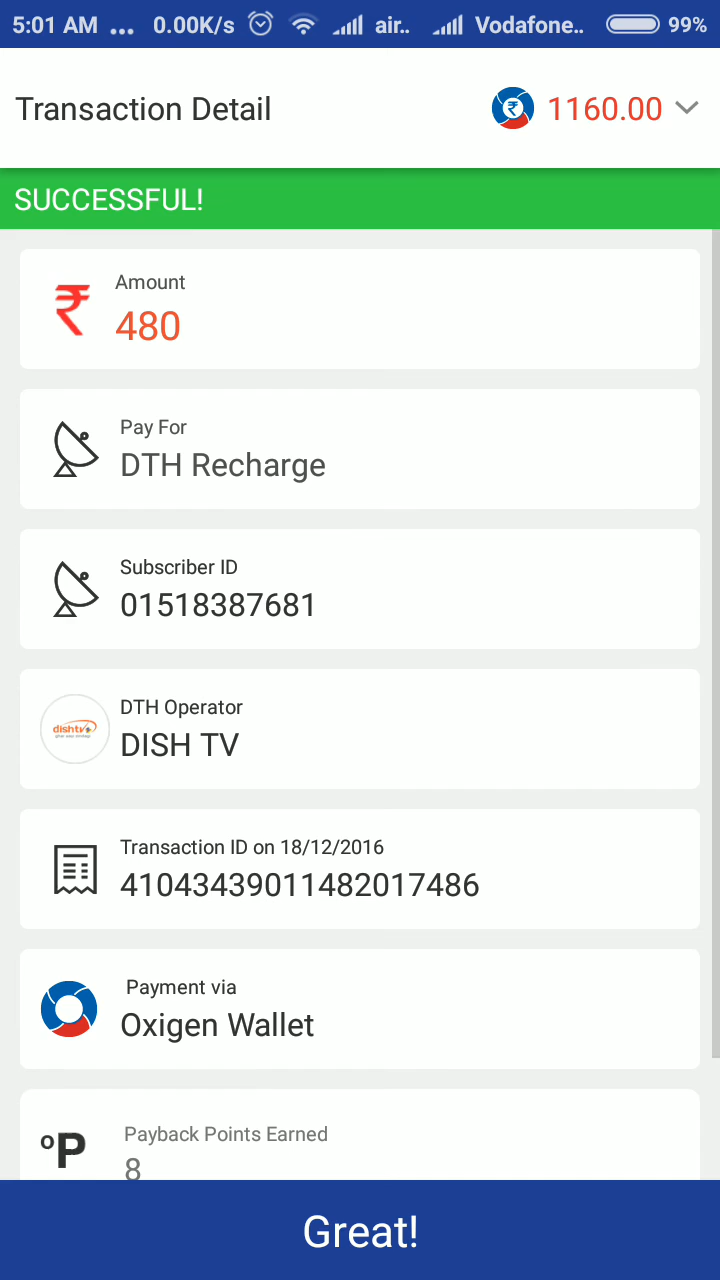 5:01 AM ... 0.00K/s air.. Vodafone.. 99%
Transaction Detail ₹ 1160.00
SUCCESSFUL!
Amount
₹ 480
Pay For
DTH Recharge
Subscriber ID
01518387681
DTH Operator
dishtv
DISH TV
Transaction ID on 18/12/2016
41043439011482017486
Payment via
Oxigen Wallet
Payback Points Earned
°P 8
Great!